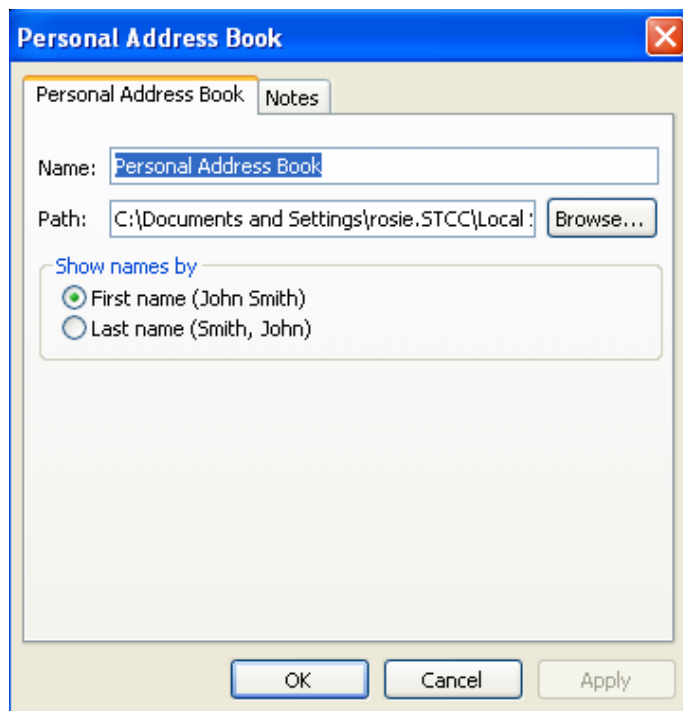 Personal Address Book
Personal Address Book Notes
Name: Personal Address Book
Path: C:\Documents and Settings\rosie.STCC\Local Browse...
Show names by
First name (John Smith)
Last name (Smith, John)
OK Cancel Apply